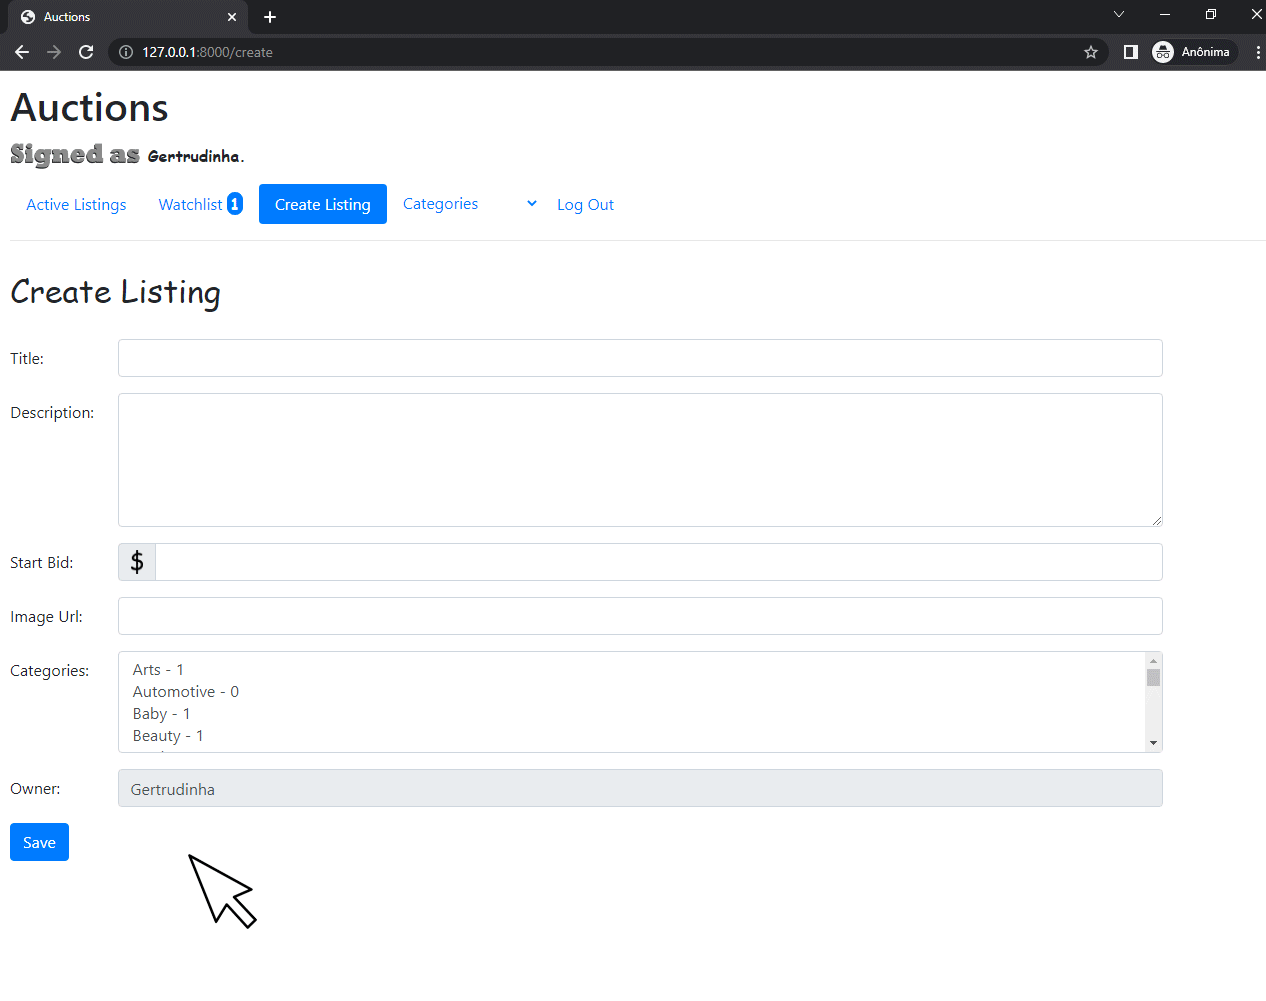 Auctions
127.0.0.1:8000/create
Anônima
Auctions
Signed as Gertrudinha.
Active Listings Watchlist 1 Create Listing Categories Log Out
Create Listing
Title:
Description:
Start Bid: $
Image Url:
Categories: Arts - 1
Automotive - 0
Baby - 1
Beauty - 1
Owner: Gertrudinha
Save